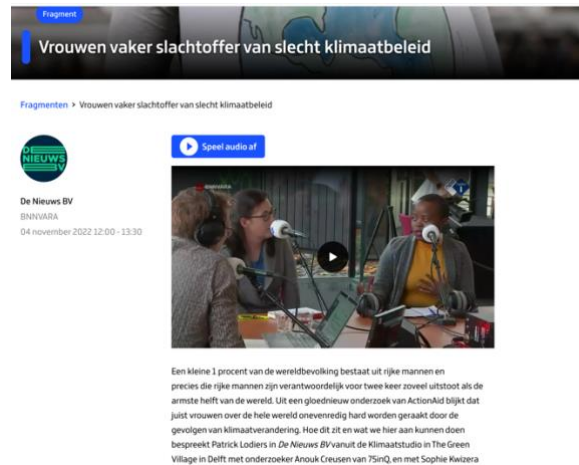 Fragment
Vrouwen vaker slachtoffer van slecht klimaatbeleid
Fragmenten > Vrouwen vaker slachtoffer van slecht klimaatbeleid
DE
NIEUWS
BV
Speel audio af
De Nieuws BV
BNNVARA
04 november 2022 12:00 - 13:30
BNNVARA
Een kleine 1 procent van de wereldbevolking bestaat uit rijke mannen en
precies die rijke mannen zijn verantwoordelijk voor twee keer zoveel uitstoot als de
armste helft van de wereld. Uit een gloednieuw onderzoek van ActionAid blijkt dat
juist vrouwen over de hele wereld onevenredig hard worden geraakt door de
gevolgen van klimaatverandering. Hoe dit zit en wat we hier aan kunnen doen
bespreekt Patrick Lodiers in De Nieuws BV vanuit de Klimaatstudio in The Green
Village in Delft met onderzoeker Anouk Creusen van 75inQ, en met Sophie Kwizera